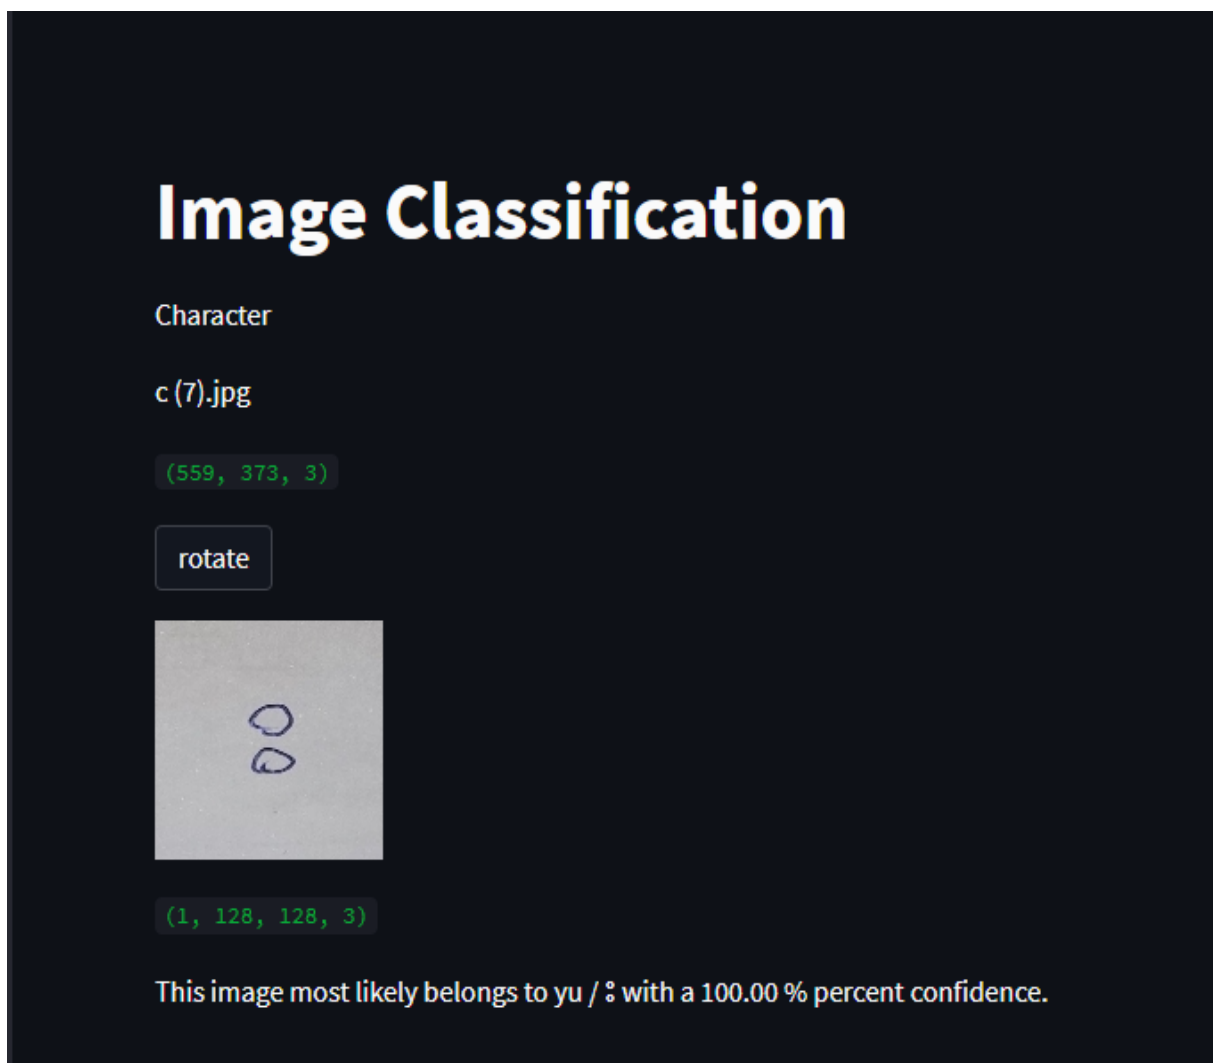 Image Classification
Character
c (7).jpg
(559, 373, 3)
rotate
ⵓ
(1, 128, 128, 3)
This image most likely belongs to yu / ⵓ with a 100.00 % percent confidence.